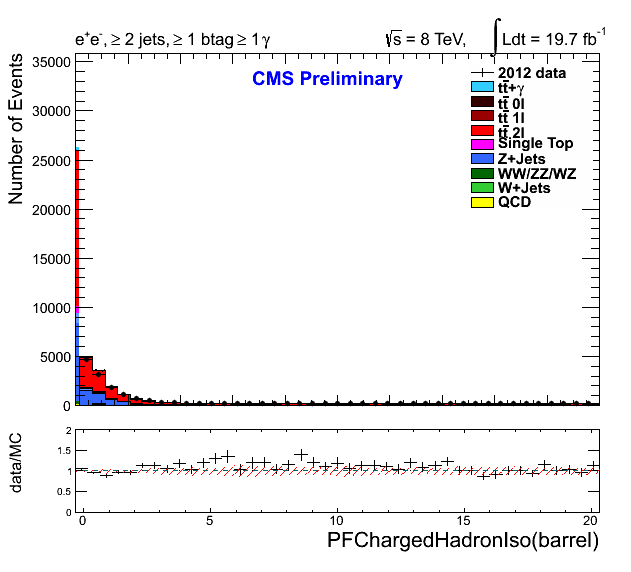 e⁺e⁻, ≥ 2 jets, ≥ 1 btag ≥ 1γ √s = 8 TeV, ∫ Ldt = 19.7 fb⁻¹
CMS Preliminary
Number of Events
35000
30000
25000
20000
15000
10000
5000
0
2012 data
tt̄+γ
tt̄ 0l
tt̄ 1l
tt̄ 2l
Single Top
Z+Jets
WW/ZZ/WZ
W+Jets
QCD
data/MC
2
1.5
1
0.5
0
0 5 10 15 20
PFChargedHadronIso(barrel)